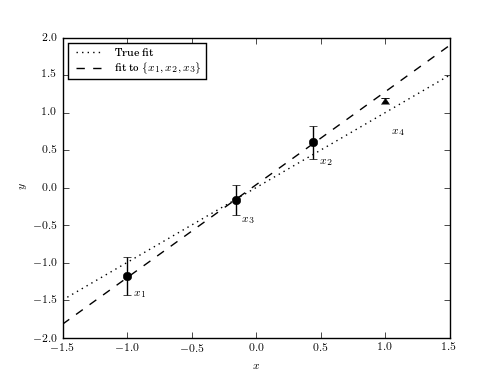 True fit
fit to {x₁, x₂, x₃}
2.0
1.5
1.0
0.5
0.0
−0.5
−1.0
−1.5
−2.0
y
x₄
x₂
x₃
x₁
−1.5 −1.0 −0.5 0.0 0.5 1.0 1.5
x